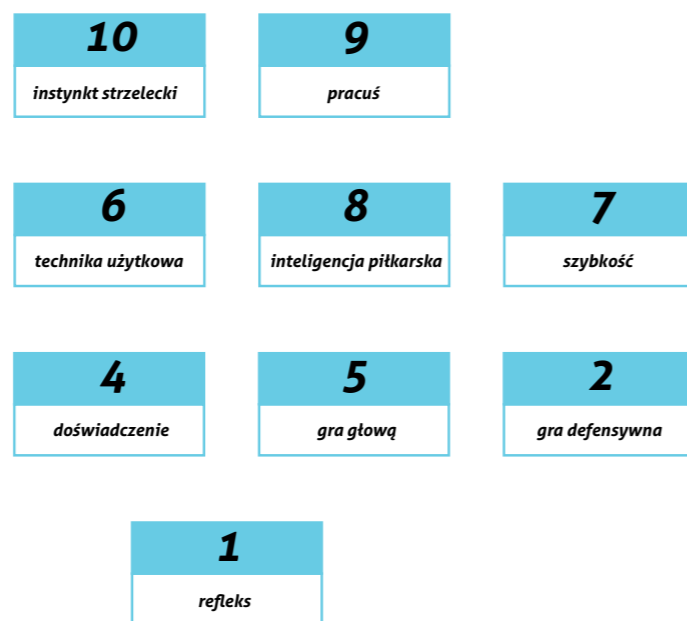 10
instynkt strzelecki
9
pracuś
6
technika użytkowa
8
inteligencja piłkarska
7
szybkość
4
doświadczenie
5
gra głową
2
gra defensywna
1
refleks